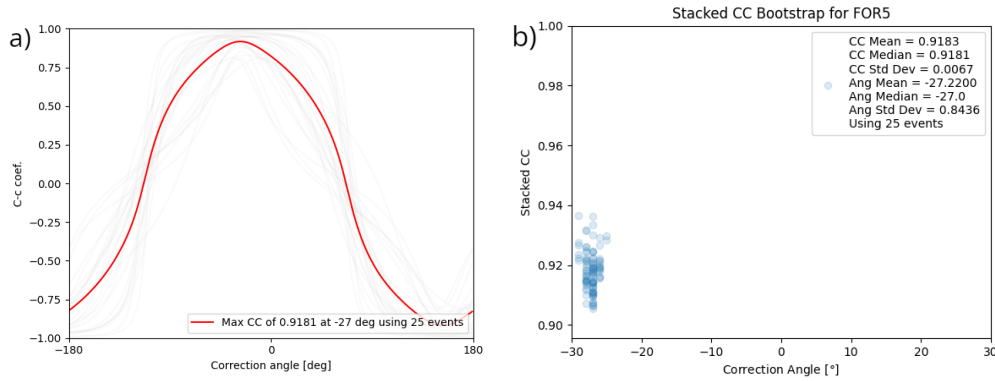 a)
1.00
0.75
0.50
0.25
0.00
−0.25
−0.50
−0.75
−1.00
C-c coef.
Max CC of 0.9181 at -27 deg using 25 events
−180
0
180
Correction angle [deg]
b)
Stacked CC Bootstrap for FOR5
1.00
0.98
0.96
0.94
0.92
0.90
Stacked CC
CC Mean = 0.9183
CC Median = 0.9181
CC Std Dev = 0.0067
Ang Mean = -27.2200
Ang Median = -27.0
Ang Std Dev = 0.8436
Using 25 events
−30
−20
−10
0
10
20
30
Correction Angle [°]